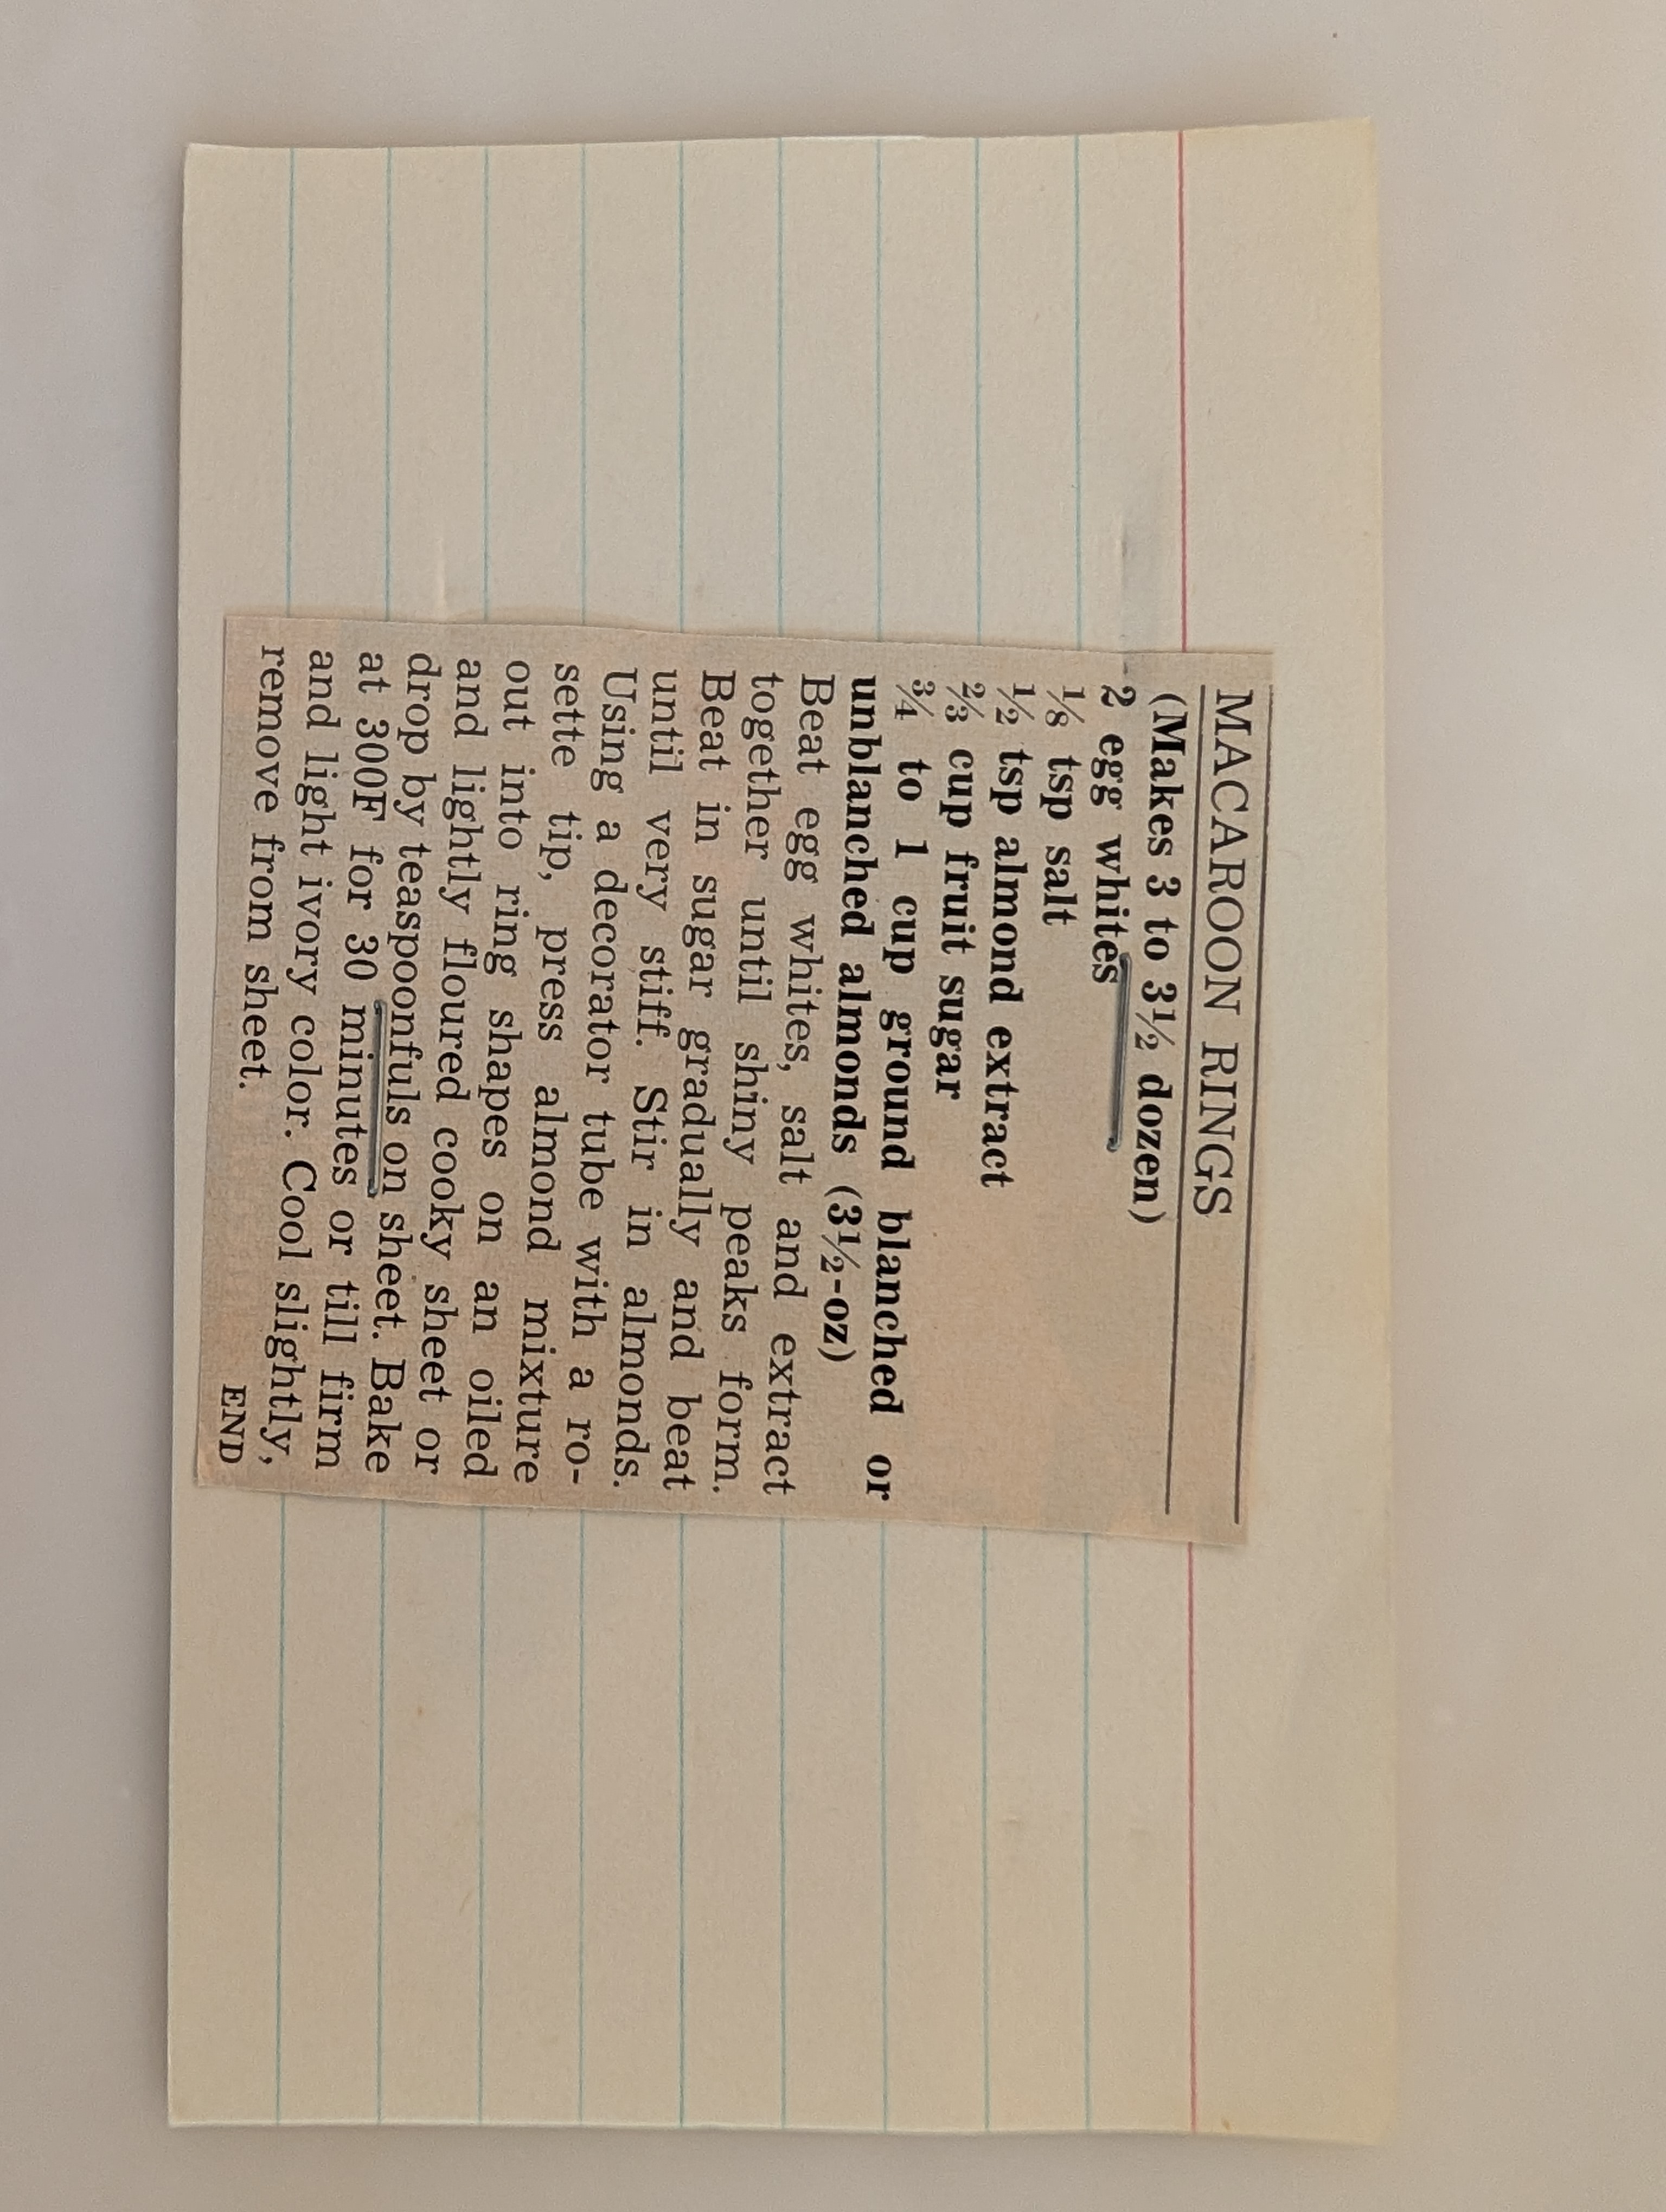 MACAROON RINGS
(Makes 3 to 3½ dozen)
2 egg whites
⅛ tsp salt
½ tsp almond extract
⅔ cup fruit sugar
¾ to 1 cup ground blanched or
unblanched almonds (3½-oz)
Beat egg whites, salt and extract
together until shiny peaks form.
Beat in sugar gradually and beat
until very stiff. Stir in almonds.
Using a decorator tube with a ro-
sette tip, press almond mixture
out into ring shapes on an oiled
and lightly floured cooky sheet or
drop by teaspoonfuls on sheet. Bake
at 300F for 30 minutes or till firm
and light ivory color. Cool slightly,
remove from sheet.
END